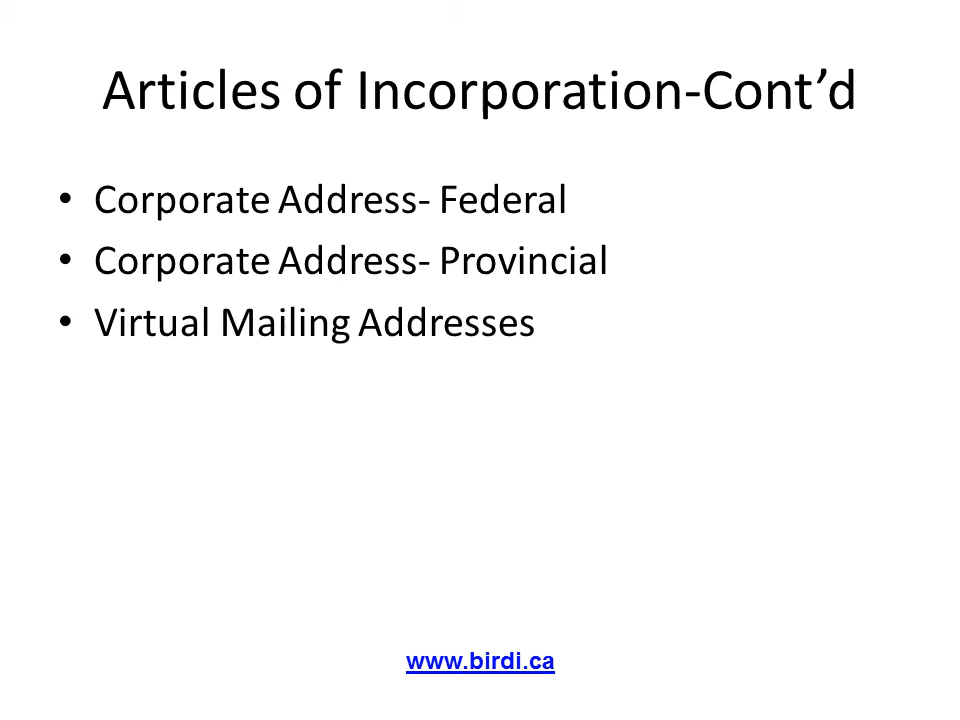 Articles of Incorporation-Cont’d
• Corporate Address- Federal
• Corporate Address- Provincial
• Virtual Mailing Addresses
www.birdi.ca